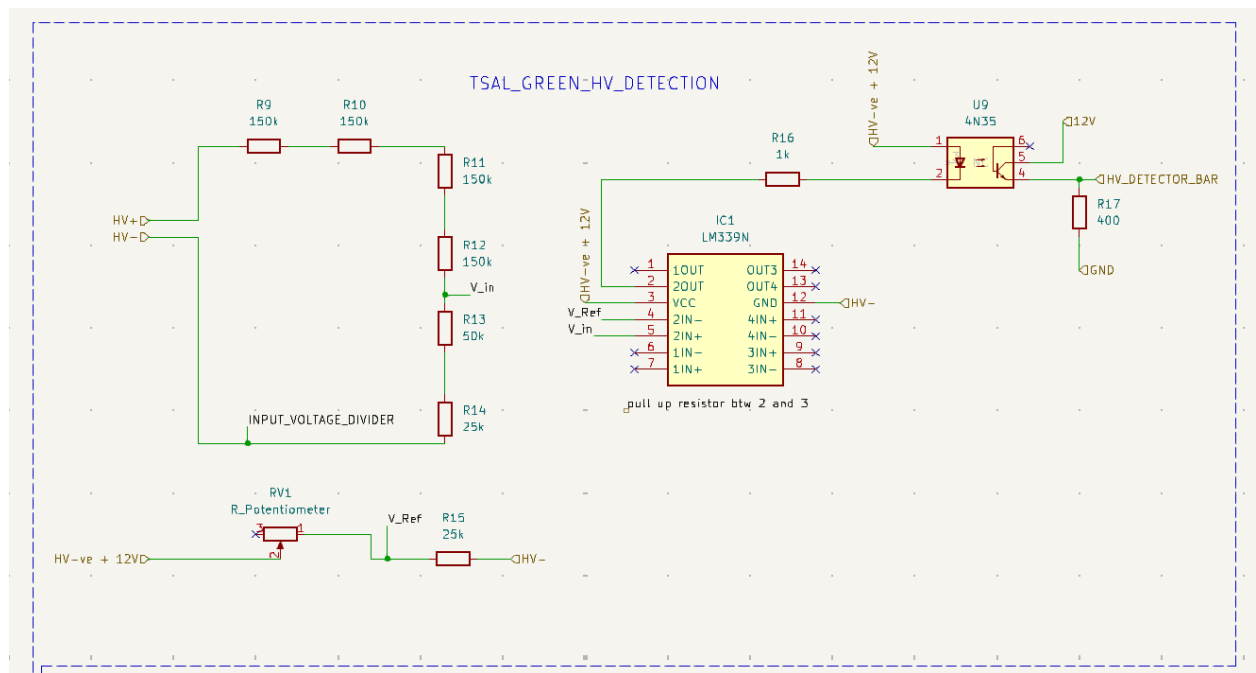 TSAL_GREEN_HV_DETECTION
R9
150k
R10
150k
R11
150k
HV+
HV-
R12
150k
V_in
R13
50k
R14
25k
INPUT_VOLTAGE_DIVIDER
RV1
R_Potentiometer
3
1
2
HV-ve + 12V
V_Ref
R15
25k
HV-
HV-ve + 12V
U9
4N35
1
2
6
5
4
12V
HV_DETECTOR_BAR
R17
400
GND
R16
1k
HV-ve + 12V
IC1
LM339N
1 1OUT OUT3 14
2 2OUT OUT4 13
3 VCC GND 12 HV-
V_Ref 4 2IN- 4IN+ 11
V_in 5 2IN+ 4IN- 10
6 1IN- 3IN+ 9
7 1IN+ 3IN- 8
pull up resistor btw 2 and 3